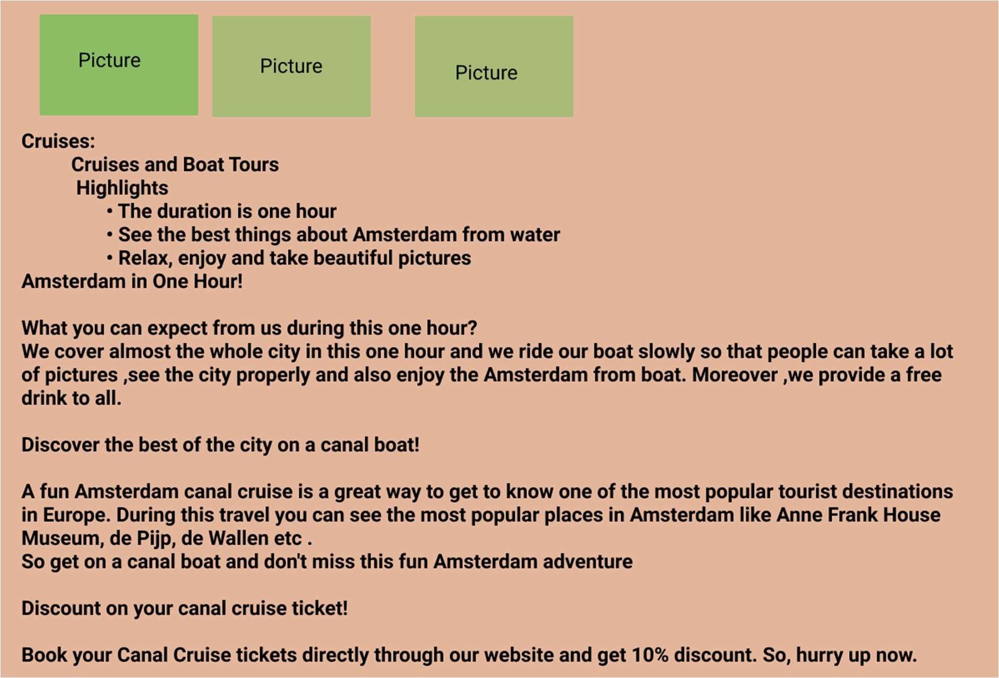 Picture
Picture
Picture
Cruises:
Cruises and Boat Tours
Highlights
• The duration is one hour
• See the best things about Amsterdam from water
• Relax, enjoy and take beautiful pictures
Amsterdam in One Hour!
What you can expect from us during this one hour?
We cover almost the whole city in this one hour and we ride our boat slowly so that people can take a lot
of pictures ,see the city properly and also enjoy the Amsterdam from boat. Moreover ,we provide a free
drink to all.
Discover the best of the city on a canal boat!
A fun Amsterdam canal cruise is a great way to get to know one of the most popular tourist destinations
in Europe. During this travel you can see the most popular places in Amsterdam like Anne Frank House
Museum, de Pijp, de Wallen etc .
So get on a canal boat and don't miss this fun Amsterdam adventure
Discount on your canal cruise ticket!
Book your Canal Cruise tickets directly through our website and get 10% discount. So, hurry up now.